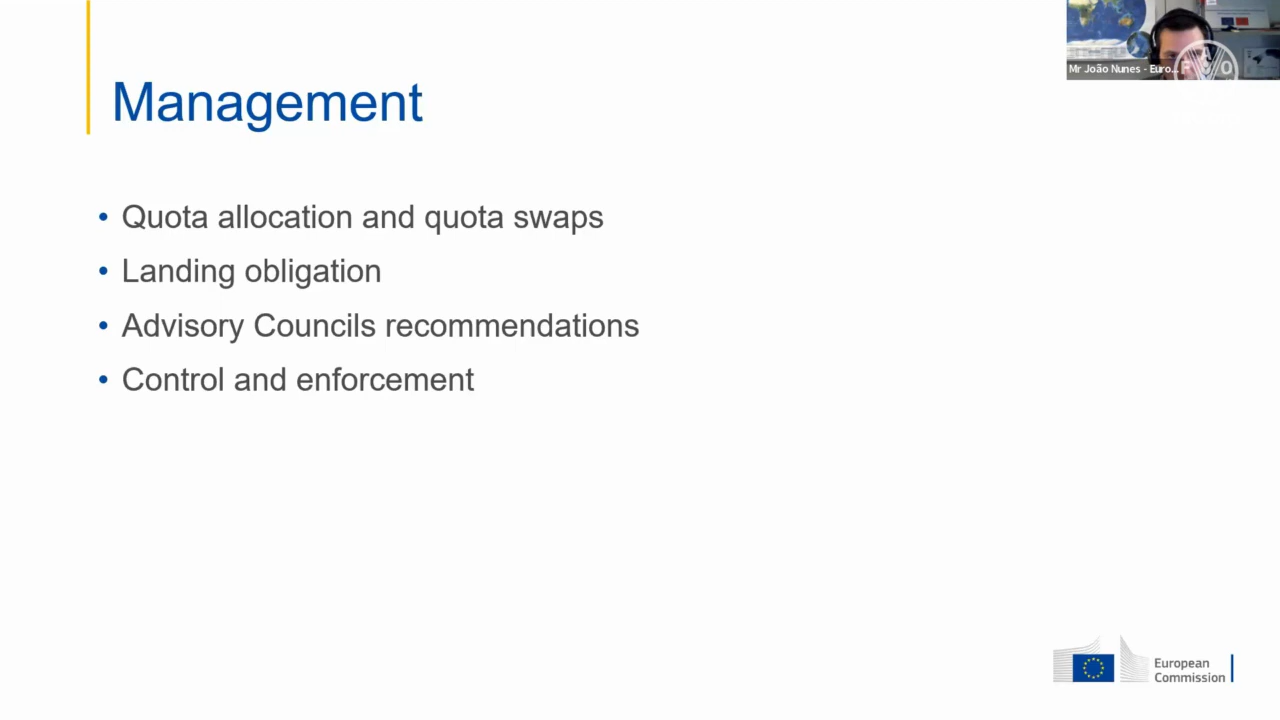 Mr João Nunes - Euro...
F A O
Management
• Quota allocation and quota swaps
• Landing obligation
• Advisory Councils recommendations
• Control and enforcement
European
Commission